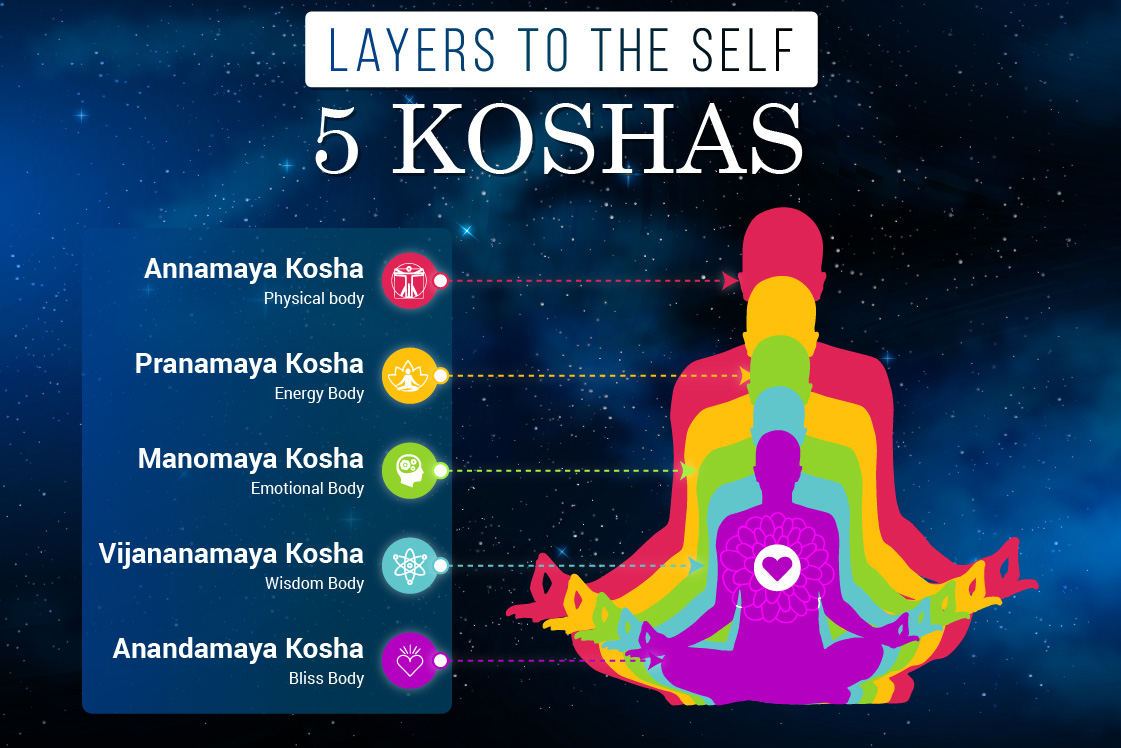 LAYERS TO THE SELF
5 KOSHAS
Annamaya Kosha
Physical body
Pranamaya Kosha
Energy Body
Manomaya Kosha
Emotional Body
Vijananamaya Kosha
Wisdom Body
Anandamaya Kosha
Bliss Body